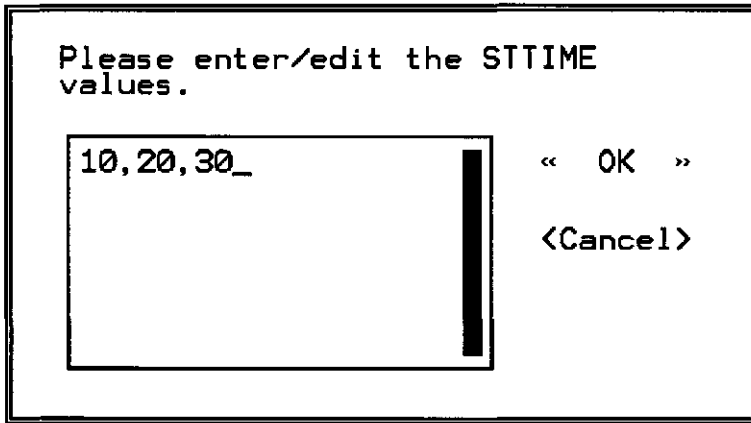 Please enter/edit the STTIME
values.
10,20,30_
« OK »
<Cancel>